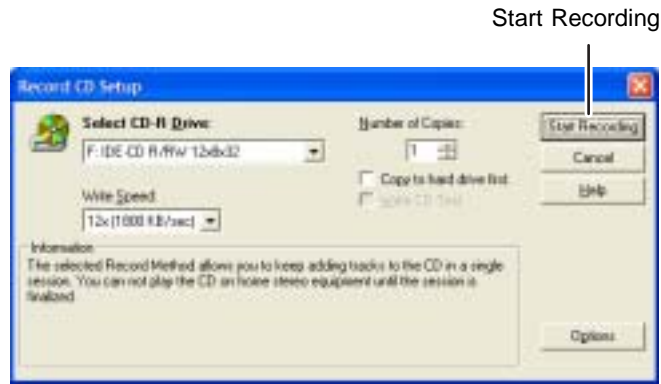 Start Recording
Record CD Setup
Select CD-R Drive:
Number of Copies:
Start Recording
F: IDE-CD R/RW 12x8x32
1
Cancel
Copy to hard drive first
Help
Write Speed:
12x (1800 KB/sec)
Information
The selected Record Method allows you to keep adding tracks to the CD in a single
session. You can not play the CD on home stereo equipment until the session is
finalized
Options